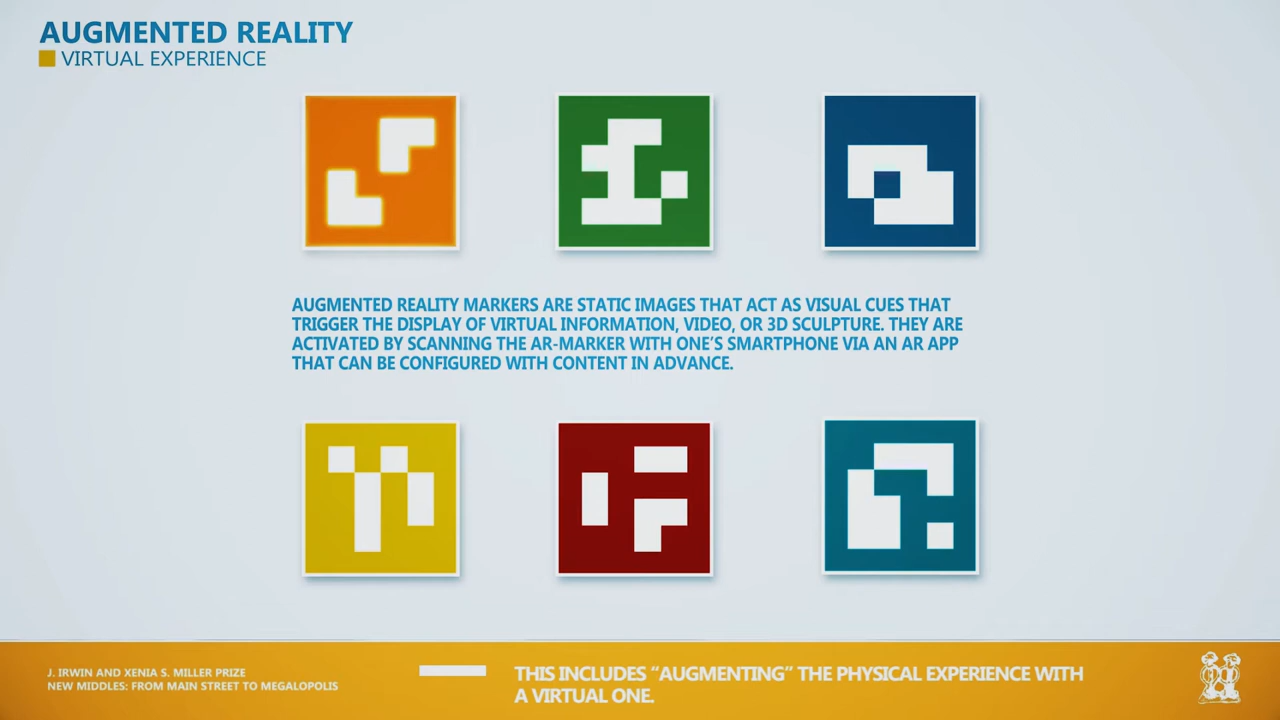 AUGMENTED REALITY
VIRTUAL EXPERIENCE
AUGMENTED REALITY MARKERS ARE STATIC IMAGES THAT ACT AS VISUAL CUES THAT
TRIGGER THE DISPLAY OF VIRTUAL INFORMATION, VIDEO, OR 3D SCULPTURE. THEY ARE
ACTIVATED BY SCANNING THE AR-MARKER WITH ONE'S SMARTPHONE VIA AN AR APP
THAT CAN BE CONFIGURED WITH CONTENT IN ADVANCE.
J. IRWIN AND XENIA S. MILLER PRIZE
NEW MIDDLES: FROM MAIN STREET TO MEGALOPOLIS
THIS INCLUDES “AUGMENTING” THE PHYSICAL EXPERIENCE WITH
A VIRTUAL ONE.